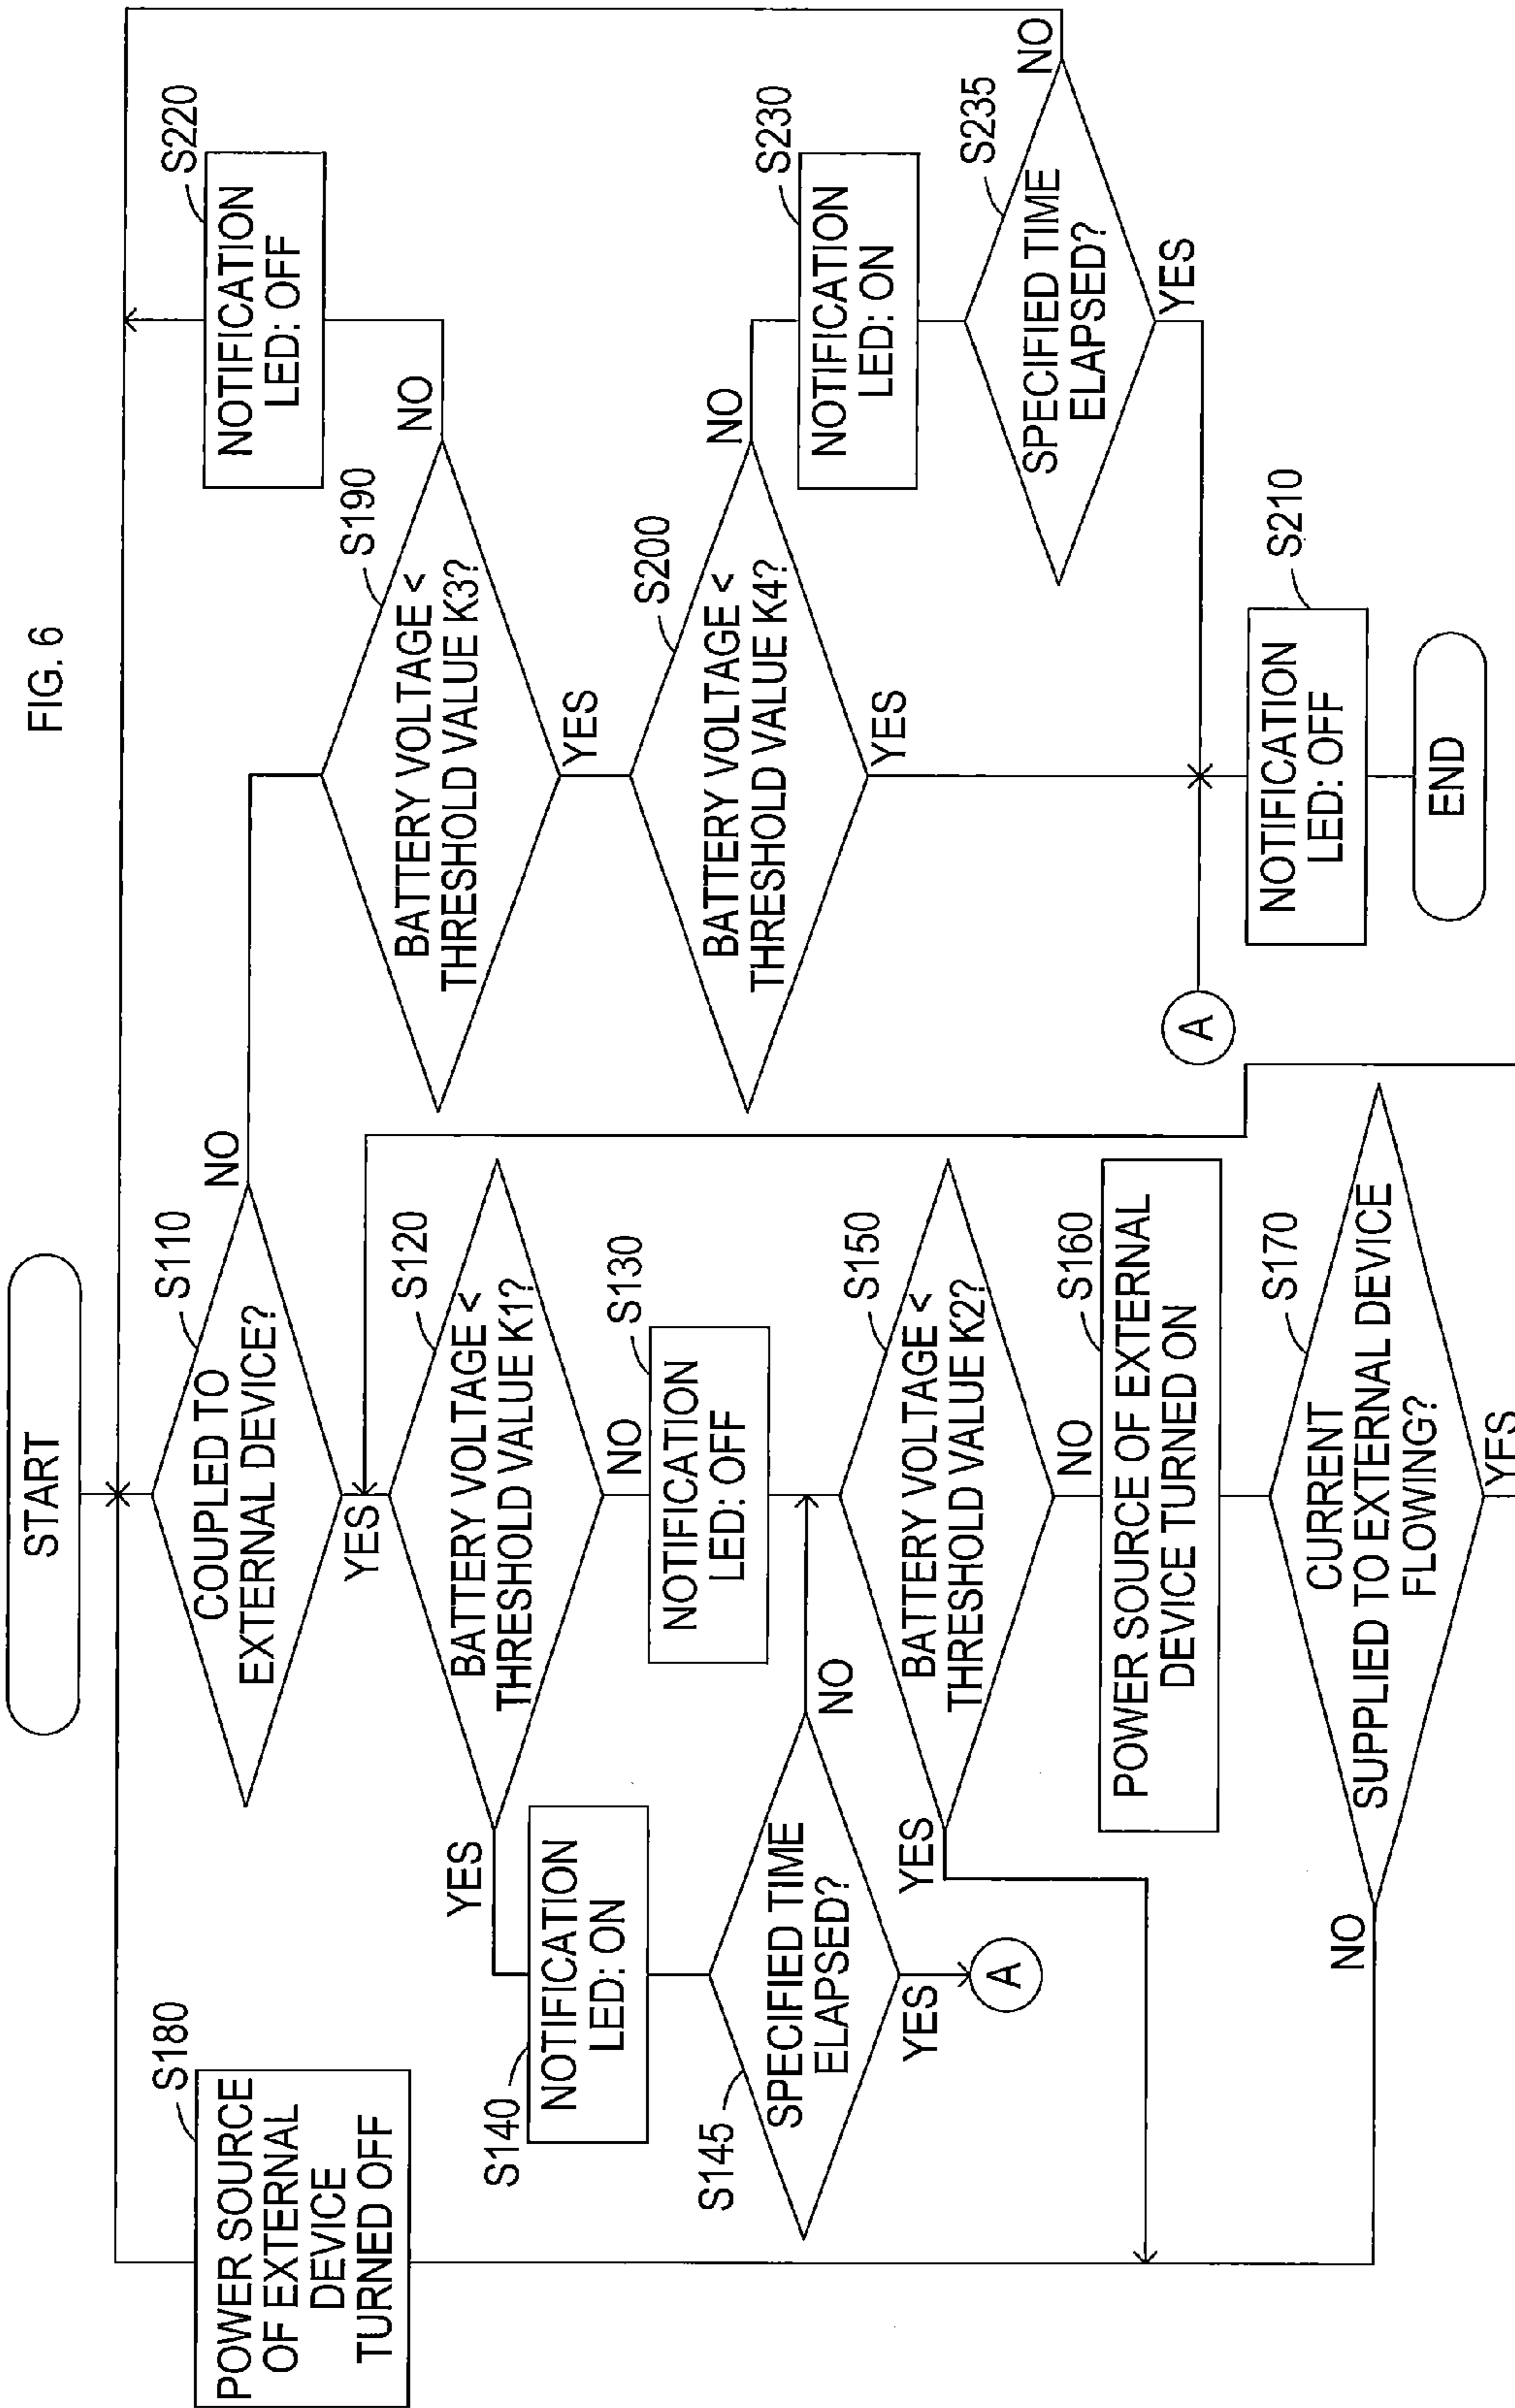 FIG. 6
START
COUPLED TO
EXTERNAL DEVICE?
S110
YES
NO
BATTERY VOLTAGE <
THRESHOLD VALUE K1?
S120
YES
NO
NOTIFICATION
LED: OFF
S130
NOTIFICATION
LED: ON
S140
SPECIFIED TIME
ELAPSED?
S145
NO
YES
A
BATTERY VOLTAGE <
THRESHOLD VALUE K2?
S150
YES
NO
POWER SOURCE OF EXTERNAL
DEVICE TURNED ON
S160
CURRENT
SUPPLIED TO EXTERNAL DEVICE
FLOWING?
S170
NO
YES
POWER SOURCE
OF EXTERNAL
DEVICE
TURNED OFF
S180
BATTERY VOLTAGE <
THRESHOLD VALUE K3?
S190
NO
YES
NOTIFICATION
LED: OFF
S220
BATTERY VOLTAGE <
THRESHOLD VALUE K4?
S200
NO
YES
NOTIFICATION
LED: ON
S230
SPECIFIED TIME
ELAPSED?
S235
NO
YES
A
NOTIFICATION
LED: OFF
S210
END